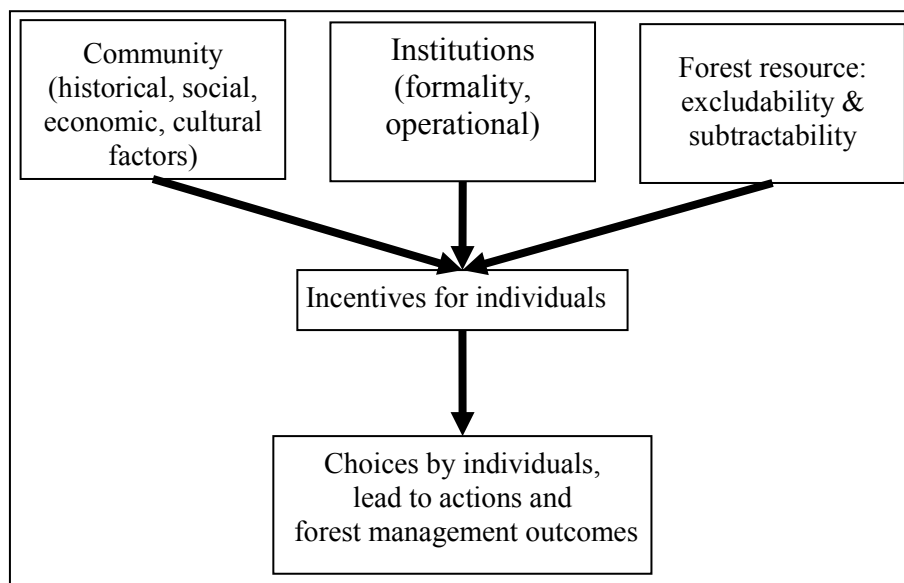 Community
(historical, social,
economic, cultural
factors)
Institutions
(formality,
operational)
Forest resource:
excludability &
subtractability
Incentives for individuals
Choices by individuals,
lead to actions and
forest management outcomes